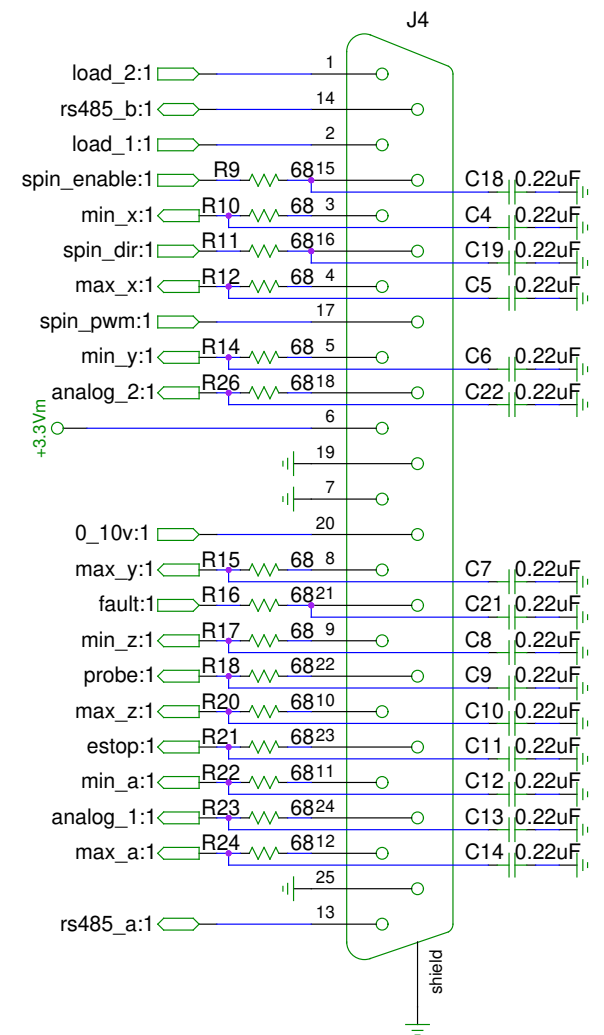 J4
load_2:1 1
rs485_b:1 14
load_1:1 2
spin_enable:1 R9 68 15 C18 0.22uF
min_x:1 R10 68 3 C4 0.22uF
spin_dir:1 R11 68 16 C19 0.22uF
max_x:1 R12 68 4 C5 0.22uF
spin_pwm:1 17
min_y:1 R14 68 5 C6 0.22uF
analog_2:1 R26 68 18 C22 0.22uF
+3.3Vm 6
19
7
0_10v:1 20
max_y:1 R15 68 8 C7 0.22uF
fault:1 R16 68 21 C21 0.22uF
min_z:1 R17 68 9 C8 0.22uF
probe:1 R18 68 22 C9 0.22uF
max_z:1 R20 68 10 C10 0.22uF
estop:1 R21 68 23 C11 0.22uF
min_a:1 R22 68 11 C12 0.22uF
analog_1:1 R23 68 24 C13 0.22uF
max_a:1 R24 68 12 C14 0.22uF
25
rs485_a:1 13
shield